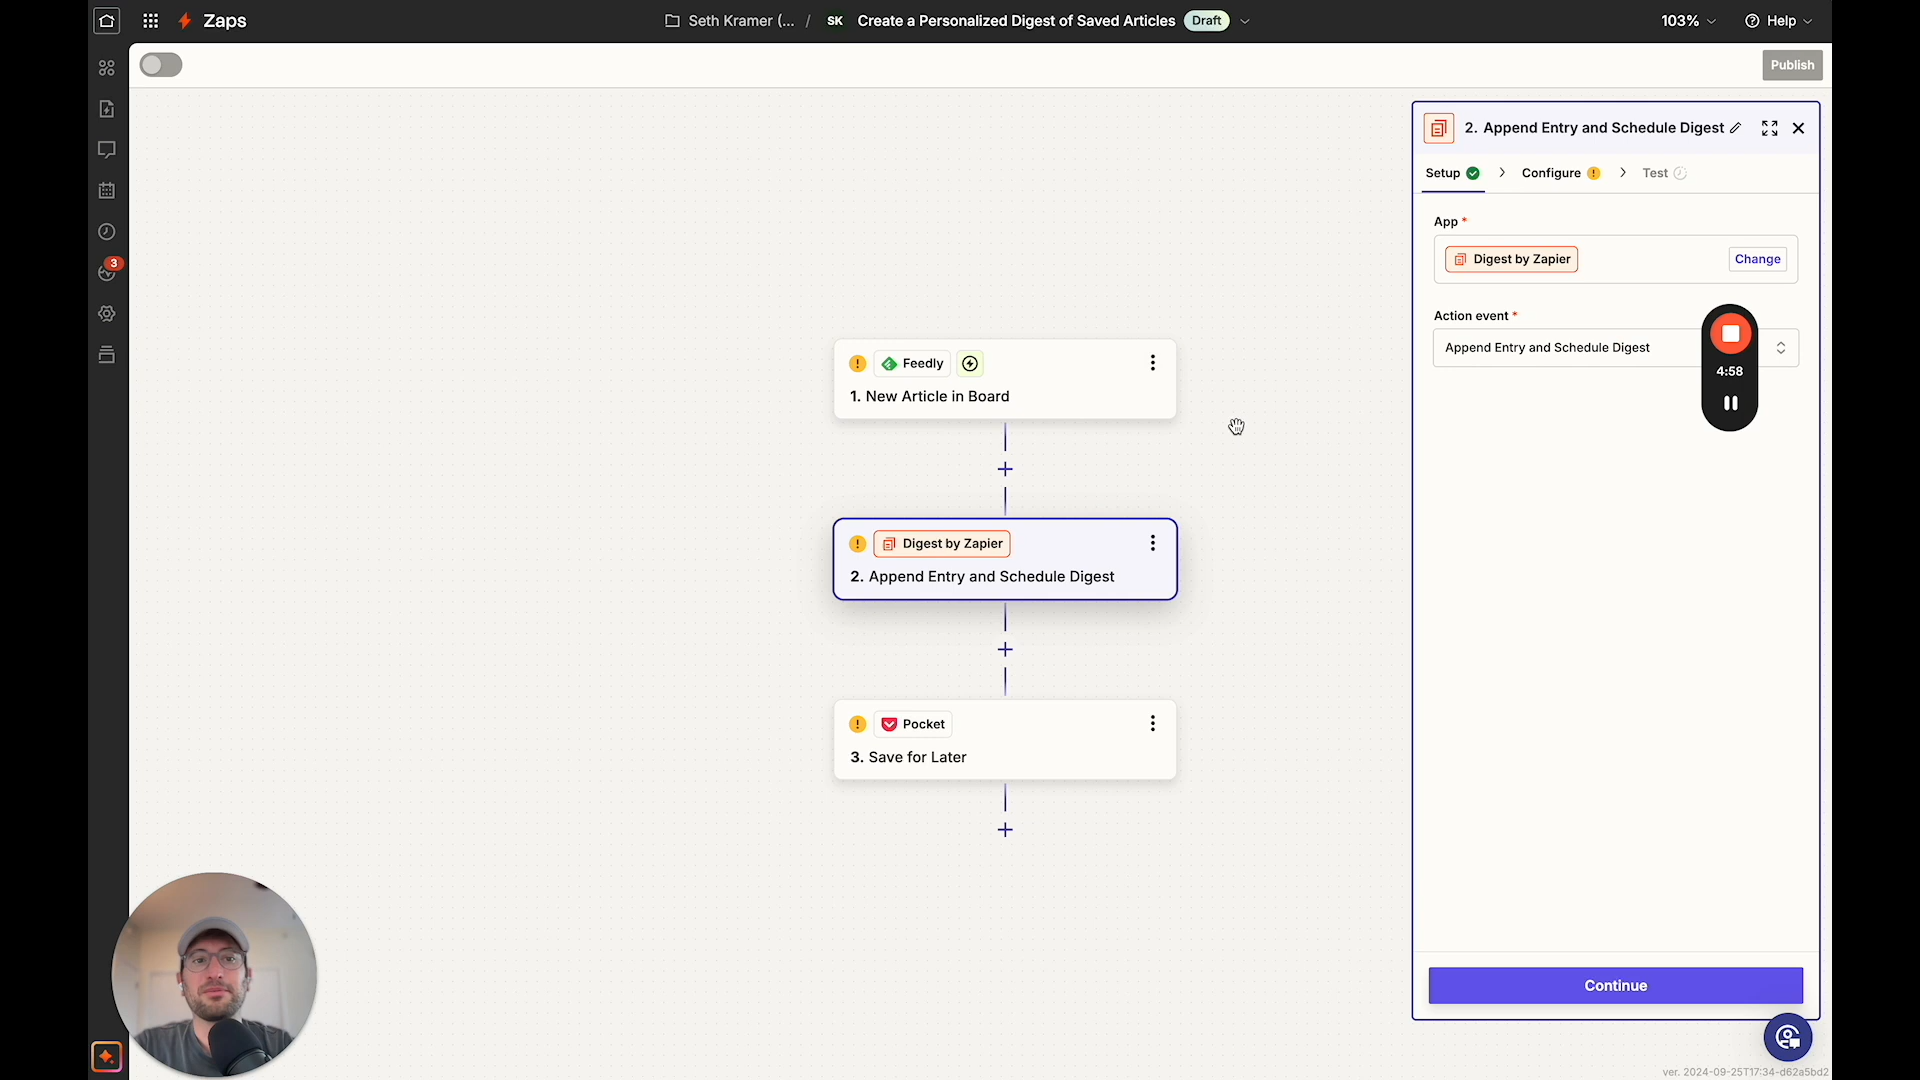 Zaps
Seth Kramer (... / SK Create a Personalized Digest of Saved Articles Draft
103%
Help
Publish
3
2. Append Entry and Schedule Digest
Setup
Configure
Test
App *
Digest by Zapier
Change
Action event *
Append Entry and Schedule Digest
4:58
Feedly
1. New Article in Board
Digest by Zapier
2. Append Entry and Schedule Digest
Pocket
3. Save for Later
Continue
ver. 2024-09-25T17:34-d62a5bd2